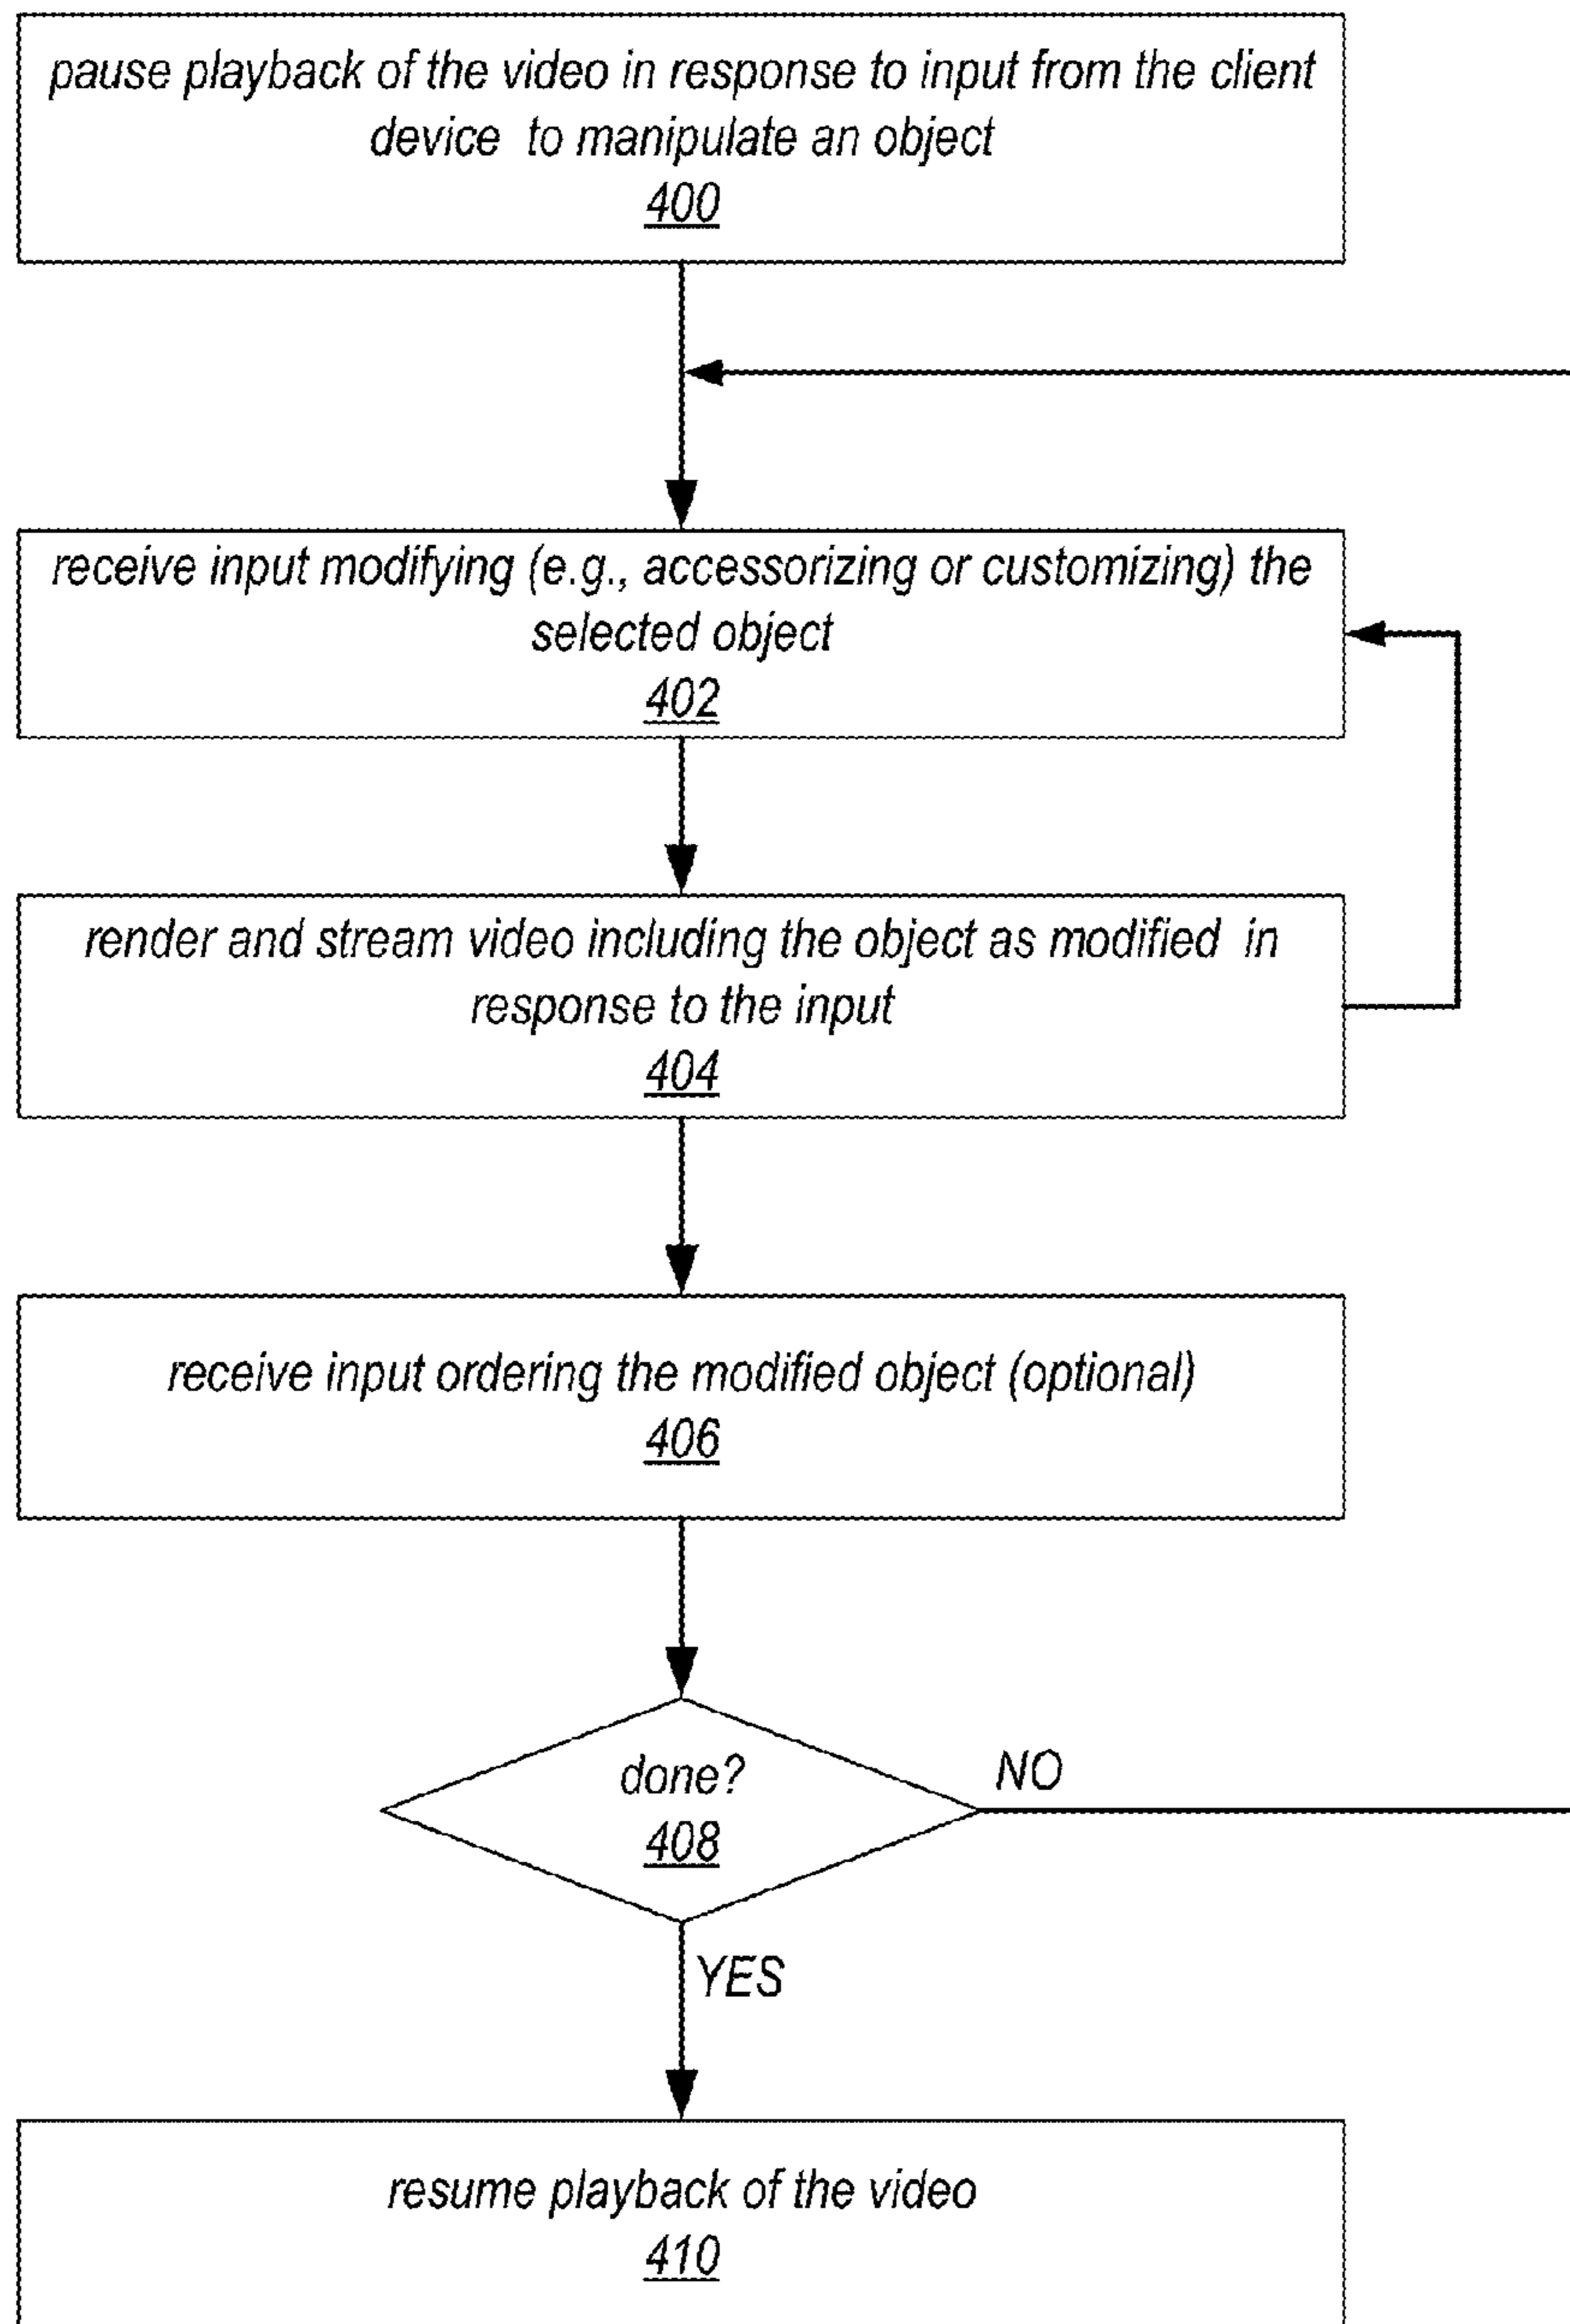 pause playback of the video in response to input from the client
device to manipulate an object
400
receive input modifying (e.g., accessorizing or customizing) the
selected object
402
render and stream video including the object as modified in
response to the input
404
receive input ordering the modified object (optional)
406
done?
408
NO
YES
resume playback of the video
410